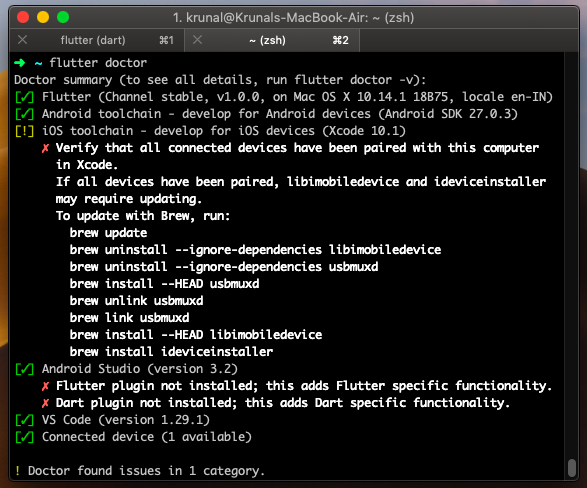 1. krunal@Krunals-MacBook-Air: ~ (zsh)
flutter (dart) ⌘1 ~ (zsh) ⌘2
➜ ~ flutter doctor
Doctor summary (to see all details, run flutter doctor -v):
[✓] Flutter (Channel stable, v1.0.0, on Mac OS X 10.14.1 18B75, locale en-IN)
[✓] Android toolchain - develop for Android devices (Android SDK 27.0.3)
[!] iOS toolchain - develop for iOS devices (Xcode 10.1)
✗ Verify that all connected devices have been paired with this computer
in Xcode.
If all devices have been paired, libimobiledevice and ideviceinstaller
may require updating.
To update with Brew, run:
brew update
brew uninstall --ignore-dependencies libimobiledevice
brew uninstall --ignore-dependencies usbmuxd
brew install --HEAD usbmuxd
brew unlink usbmuxd
brew link usbmuxd
brew install --HEAD libimobiledevice
brew install ideviceinstaller
[✓] Android Studio (version 3.2)
✗ Flutter plugin not installed; this adds Flutter specific functionality.
✗ Dart plugin not installed; this adds Dart specific functionality.
[✓] VS Code (version 1.29.1)
[✓] Connected device (1 available)
! Doctor found issues in 1 category.